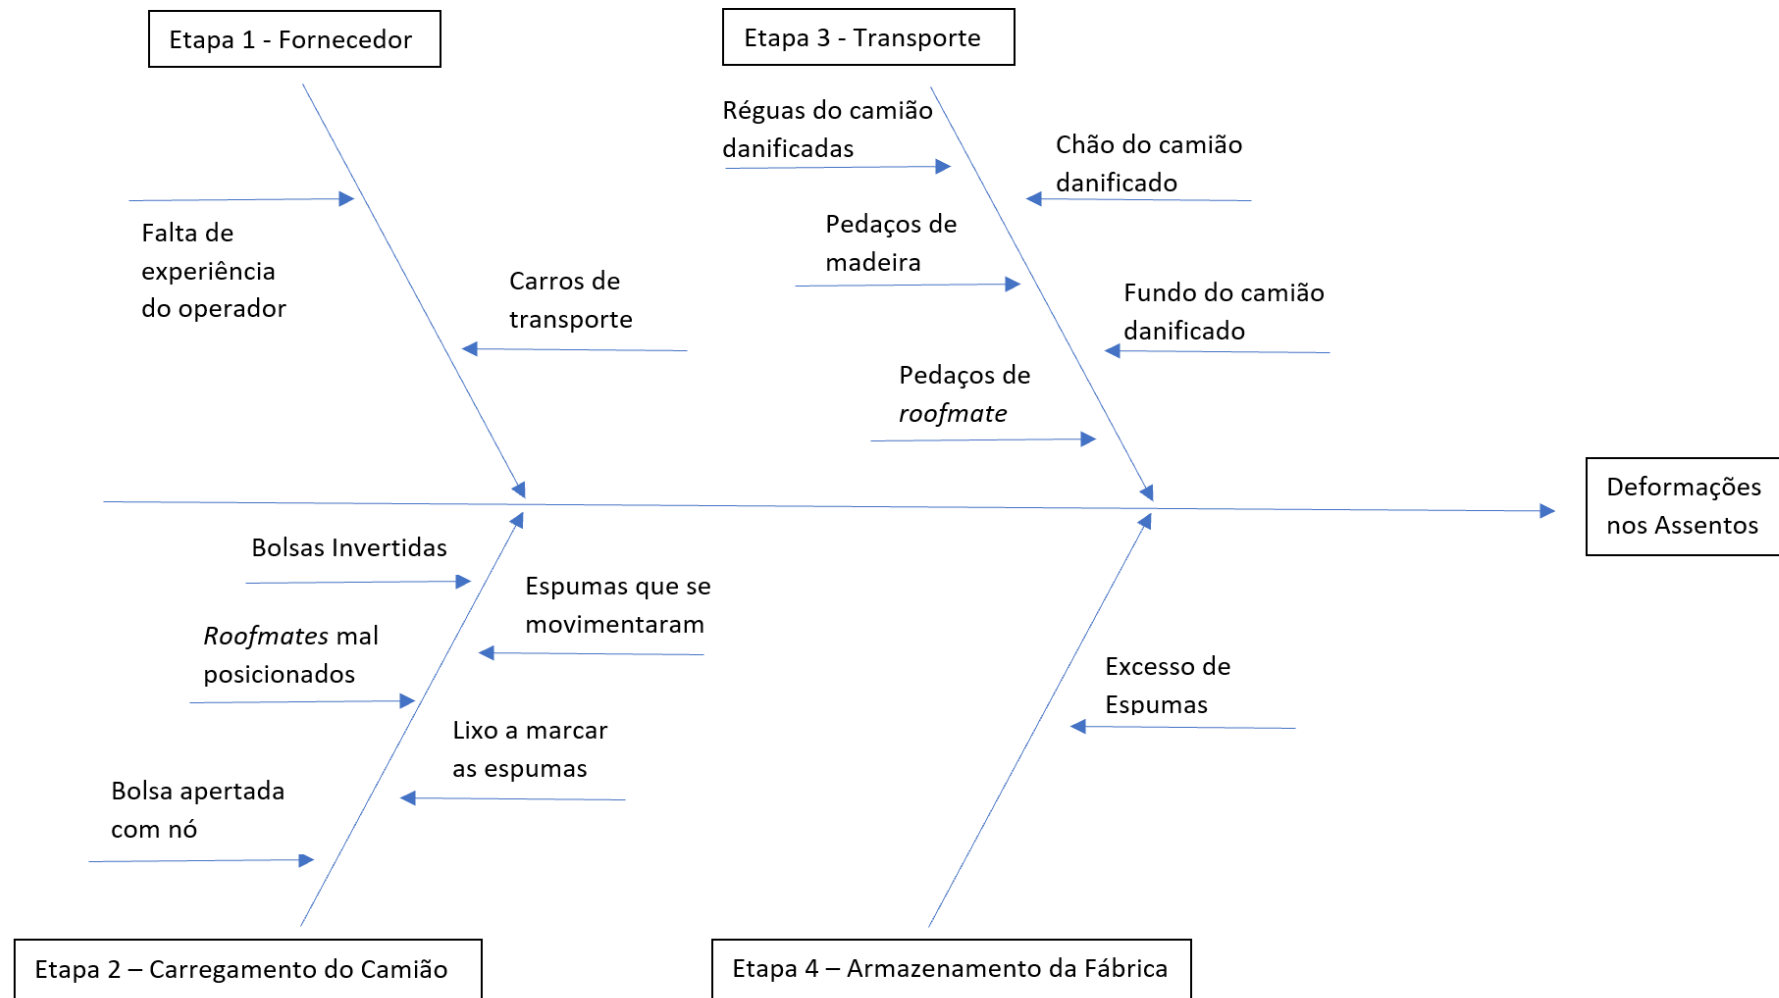 Etapa 1 - Fornecedor
Etapa 3 - Transporte
Réguas do camião
danificadas
Chão do camião
danificado
Falta de
experiência
do operador
Pedaços de
madeira
Carros de
transporte
Fundo do camião
danificado
Pedaços de
roofmate
Deformações
nos Assentos
Bolsas Invertidas
Espumas que se
movimentaram
Roofmates mal
posicionados
Excesso de
Espumas
Lixo a marcar
as espumas
Bolsa apertada
com nó
Etapa 2 – Carregamento do Camião
Etapa 4 – Armazenamento da Fábrica